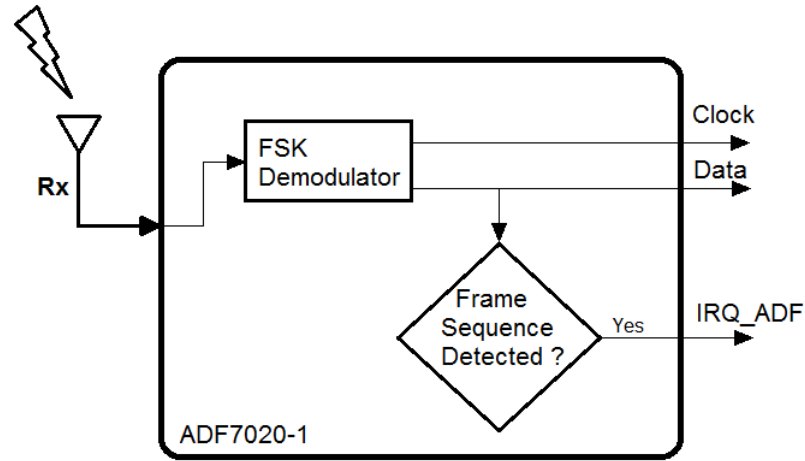 Clock
FSK
Demodulator
Data
Rx
Frame
Sequence
Detected ?
Yes
IRQ_ADF
ADF7020-1